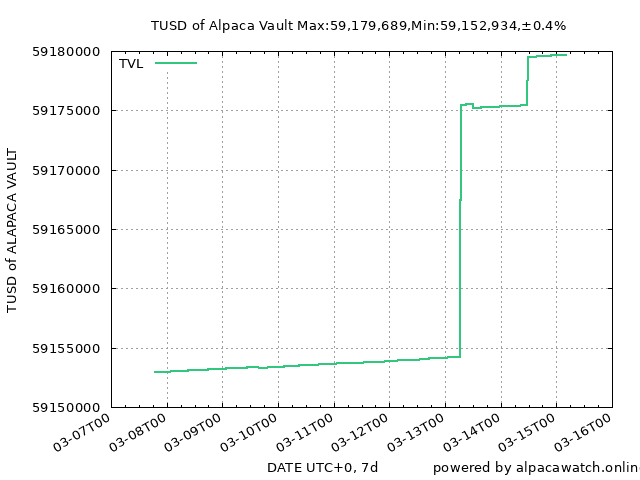 TUSD of Alpaca Vault Max:59,179,689,Min:59,152,934,±0.4%
TVL
59180000
59175000
59170000
59165000
59160000
59155000
59150000
TUSD of ALAPACA VAULT
03-07T00
03-08T00
03-09T00
03-10T00
03-11T00
03-12T00
03-13T00
03-14T00
03-15T00
03-16T00
DATE UTC+0, 7d
powered by alpacawatch.onlin